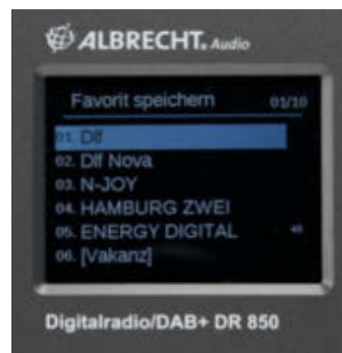 ALBRECHT. Audio
Favorit speichern 01/10
01. Dlf
02. Dlf Nova
03. N-JOY
04. HAMBURG ZWEI
05. ENERGY DIGITAL
06. [Vakanz]
Digitalradio/DAB+ DR 850